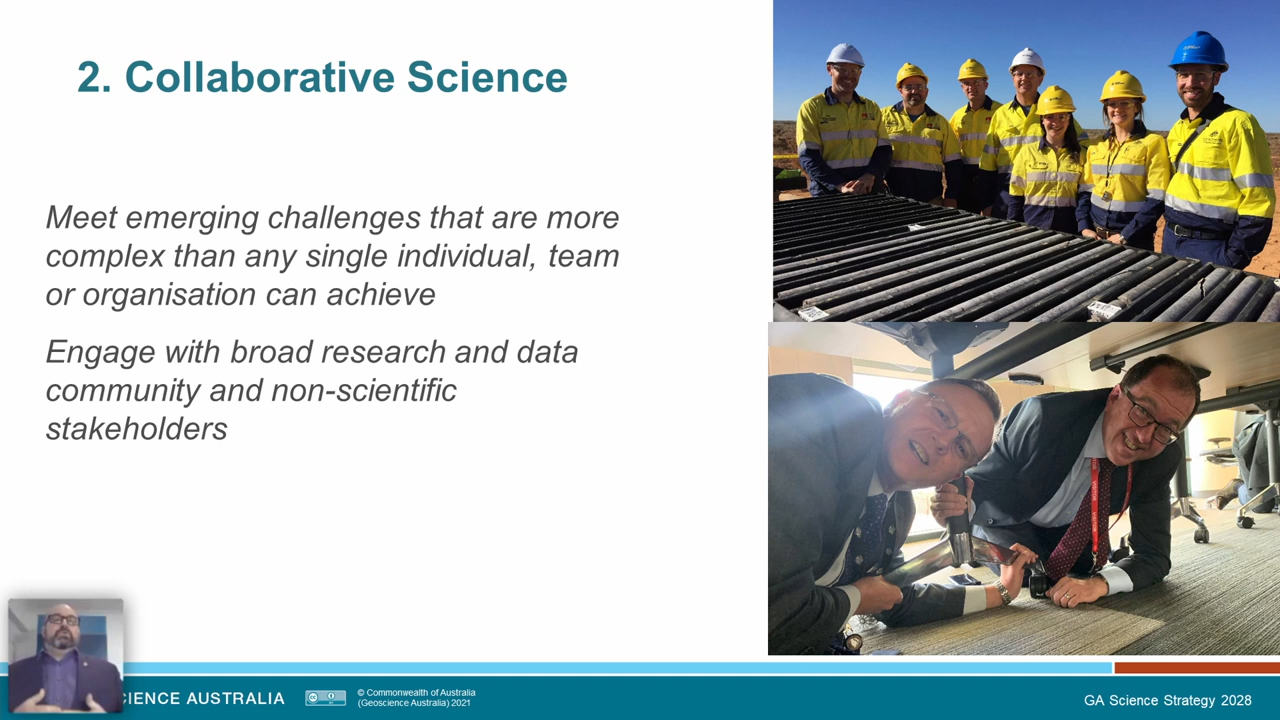 2. Collaborative Science
Meet emerging challenges that are more
complex than any single individual, team
or organisation can achieve
Engage with broad research and data
community and non-scientific
stakeholders
CIENCE AUSTRALIA
© Commonwealth of Australia
(Geoscience Australia) 2021
GA Science Strategy 2028